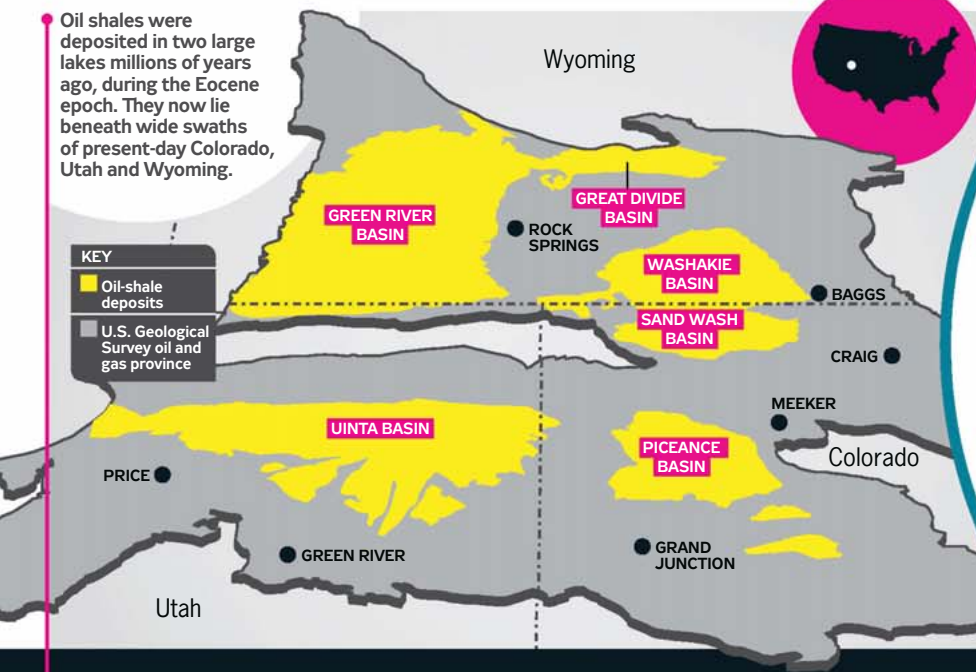 Oil shales were
deposited in two large
lakes millions of years
ago, during the Eocene
epoch. They now lie
beneath wide swaths
of present-day Colorado,
Utah and Wyoming.
Wyoming
GREEN RIVER
BASIN
GREAT DIVIDE
BASIN
ROCK
SPRINGS
KEY
Oil-shale
deposits
U.S. Geological
Survey oil and
gas province
WASHAKIE
BASIN
BAGGS
SAND WASH
BASIN
CRAIG
MEEKER
UINTA BASIN
PICEANCE
BASIN
Colorado
PRICE
GREEN RIVER
GRAND
JUNCTION
Utah